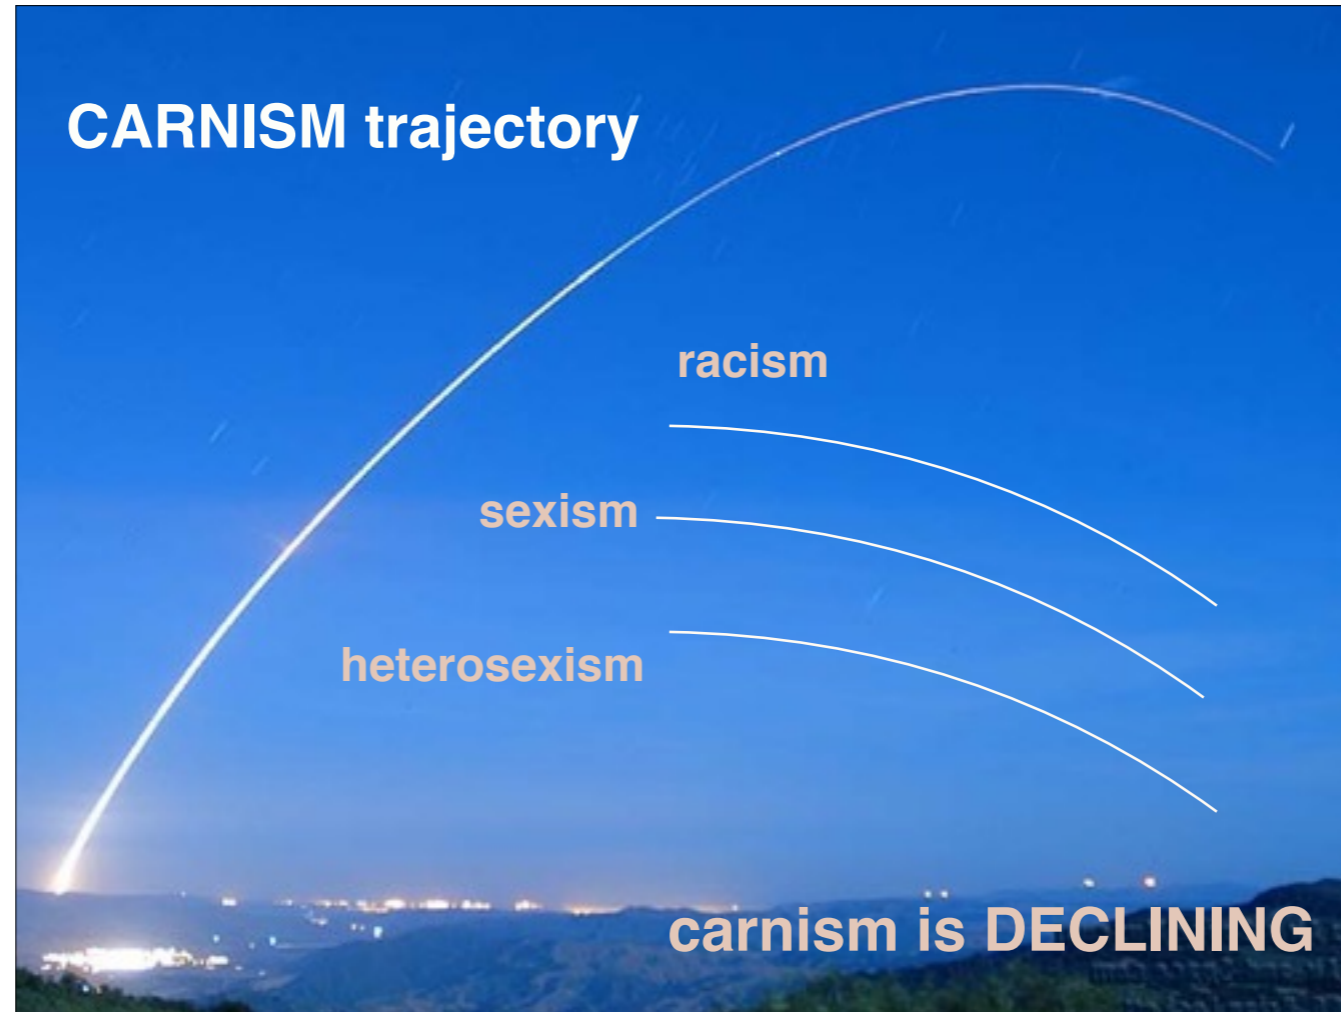 CARNISM trajectory
racism
sexism
heterosexism
carnism is DECLINING